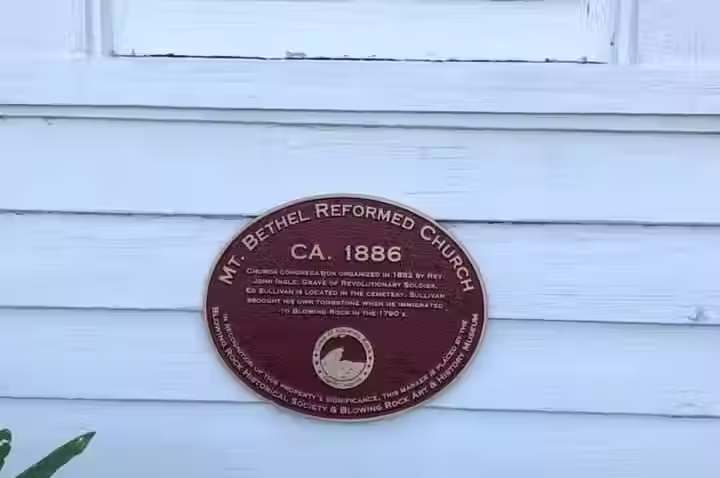 MT. BETHEL REFORMED CHURCH
CA. 1886
CHURCH CONGREGATION ORGANIZED IN 1882 BY REV.
JOHN INGLE. GRAVE OF REVOLUTIONARY SOLDIER,
ED SULLIVAN IS LOCATED IN THE CEMETERY. SULLIVAN
BROUGHT HIS OWN TOMBSTONE WHEN HE IMMIGRATED
TO BLOWING ROCK IN THE 1790'S.
IN RECOGNITION OF THIS PROPERTY'S SIGNIFICANCE, THIS MARKER IS PLACED BY THE
BLOWING ROCK HISTORICAL SOCIETY & BLOWING ROCK ART & HISTORY MUSEUM